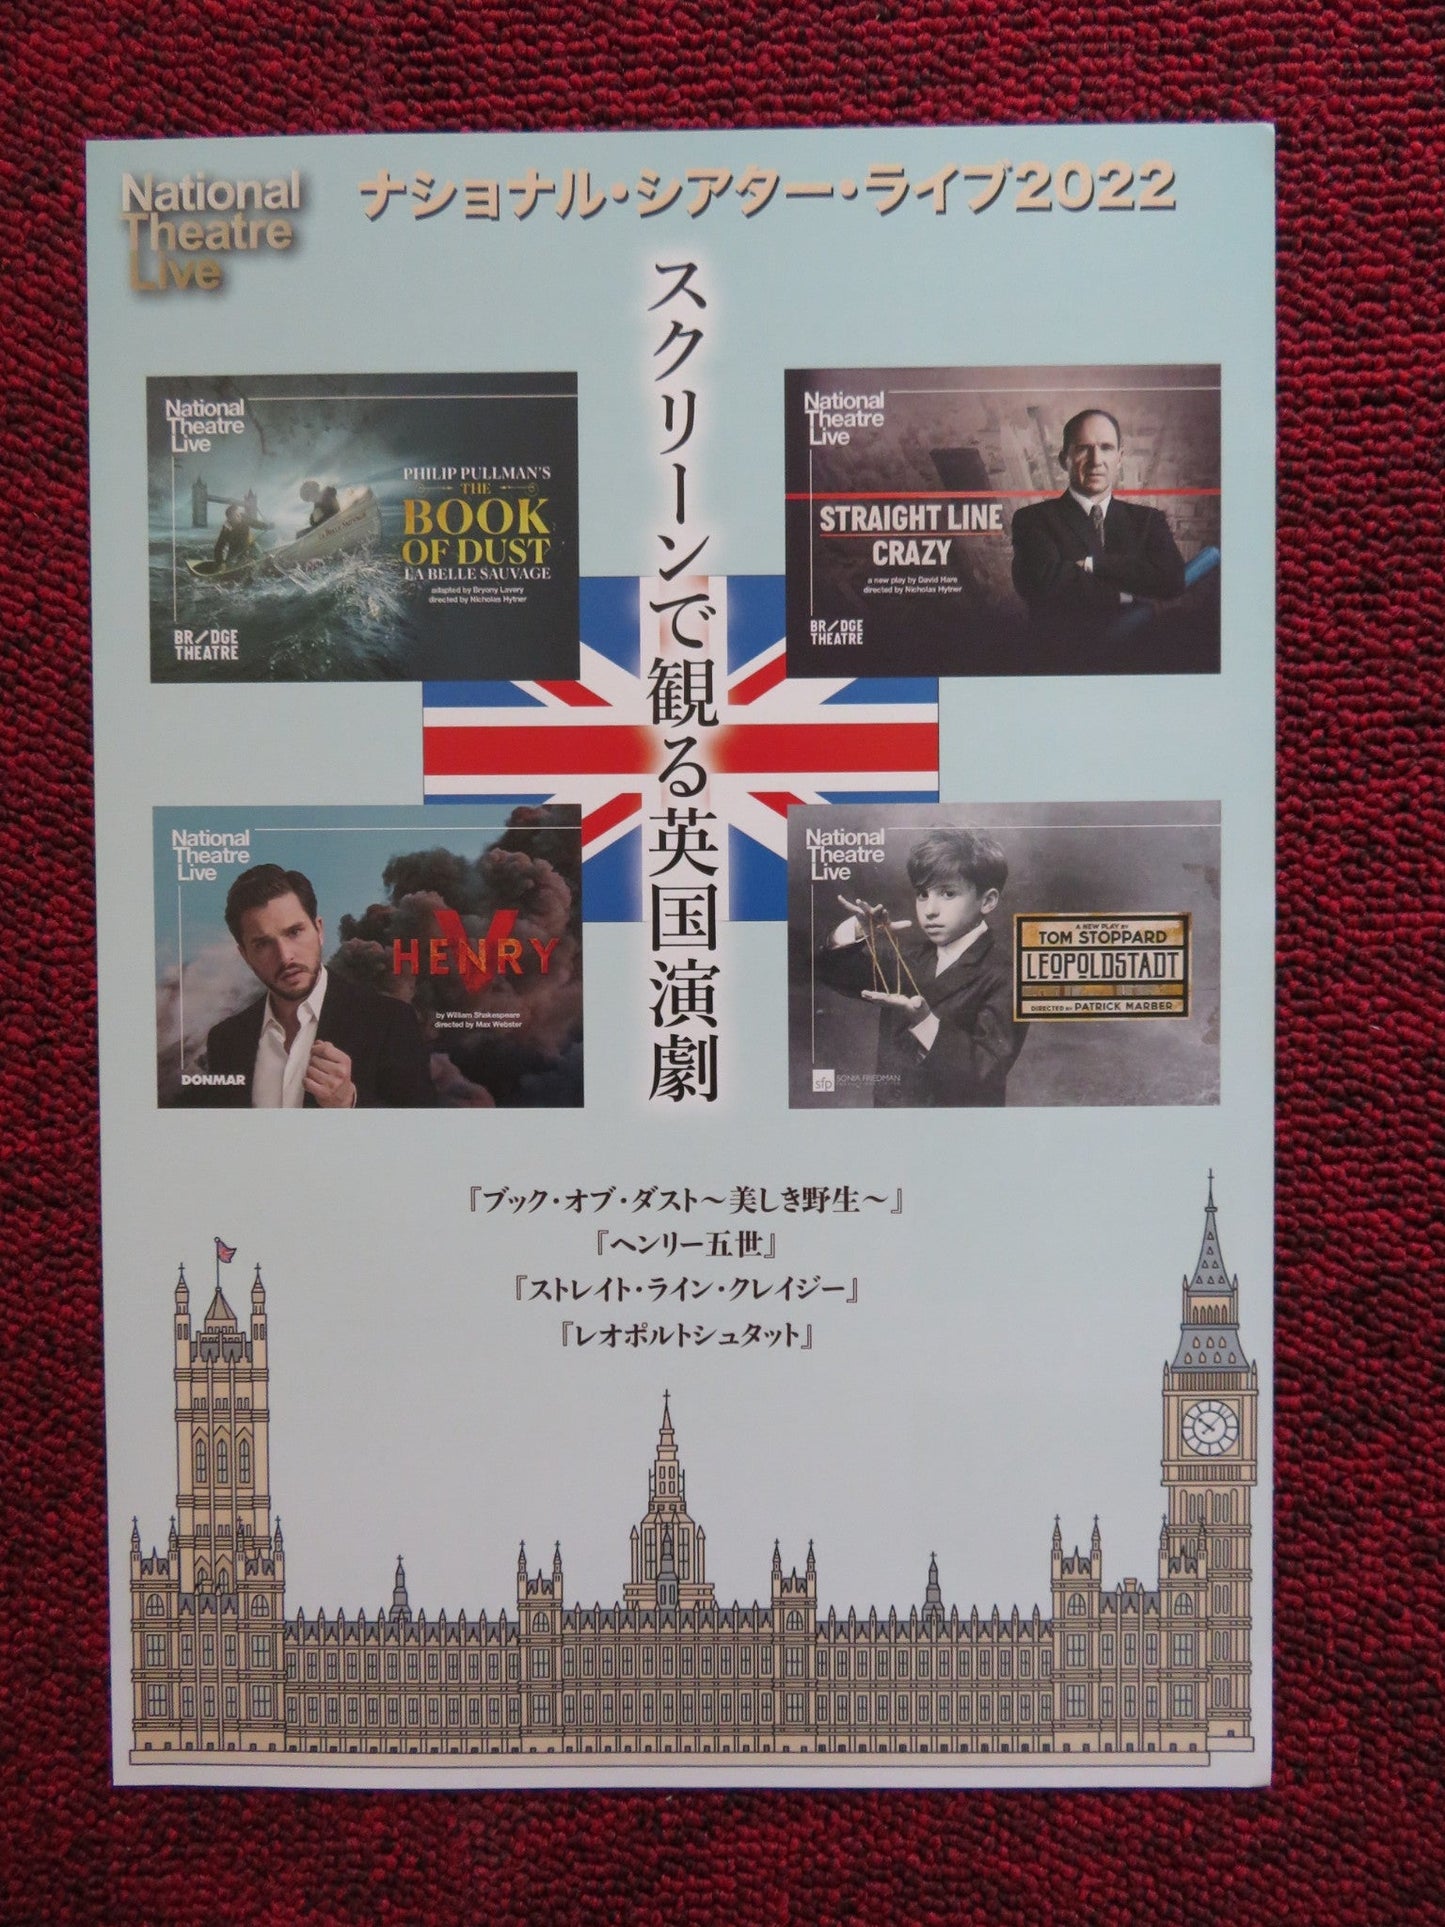 National
Theatre
Live
ナショナル・シアター・ライブ2022
スクリーンで観る英国演劇
National
Theatre
Live
PHILIP PULLMAN'S
THE
BOOK
OF DUST
LA BELLE SAUVAGE
adapted by Bryony Lavery
directed by Nicholas Hytner
BR/DGE
THEATRE
National
Theatre
Live
STRAIGHT LINE
CRAZY
a new play by David Hare
directed by Nicholas Hytner
BR/DGE
THEATRE
National
Theatre
Live
HENRY
V
by William Shakespeare
directed by Max Webster
DONMAR
National
Theatre
Live
A NEW PLAY BY
TOM STOPPARD
LEOPOLDSTADT
DIRECTED BY PATRICK MARBER
sfp
SONIA FRIEDMAN
『ブック・オブ・ダスト～美しき野生～』
『ヘンリー五世』
『ストレイト・ライン・クレイジー』
『レオポルトシュタット』